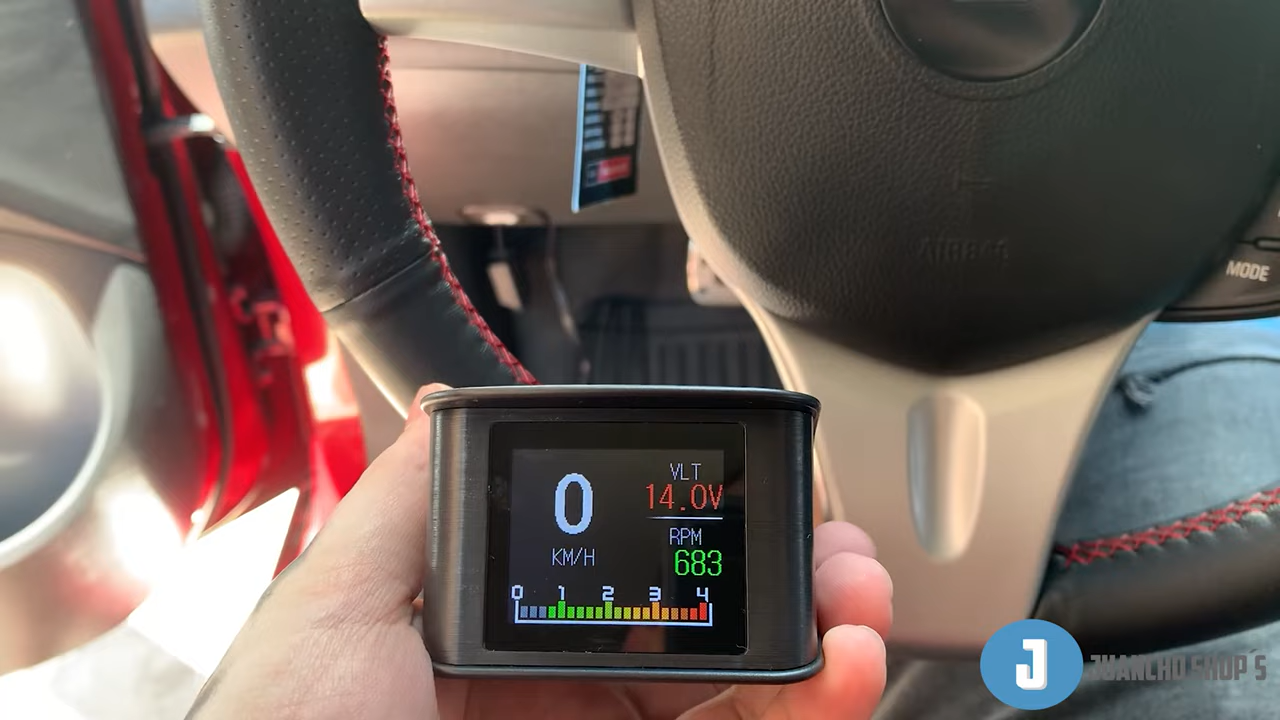 AIRBAG
MODE
0
KM/H
VLT
14.0V
RPM
683
0 1 2 3 4
J
JUANCHO SHOP´S